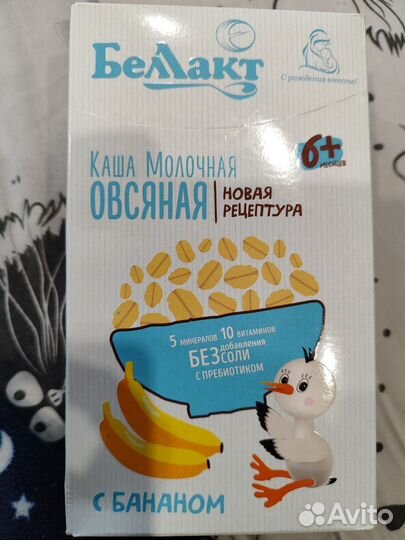 Беллакт
С рождения вместе!
6+
месяцев
Каша Молочная
ОВСЯНАЯ
НОВАЯ
РЕЦЕПТУРА
5 МИНЕРАЛОВ 10 ВИТАМИНОВ
БЕЗ добавления
СОЛИ
С ПРЕБИОТИКОМ
С БАНАНОМ
Avito